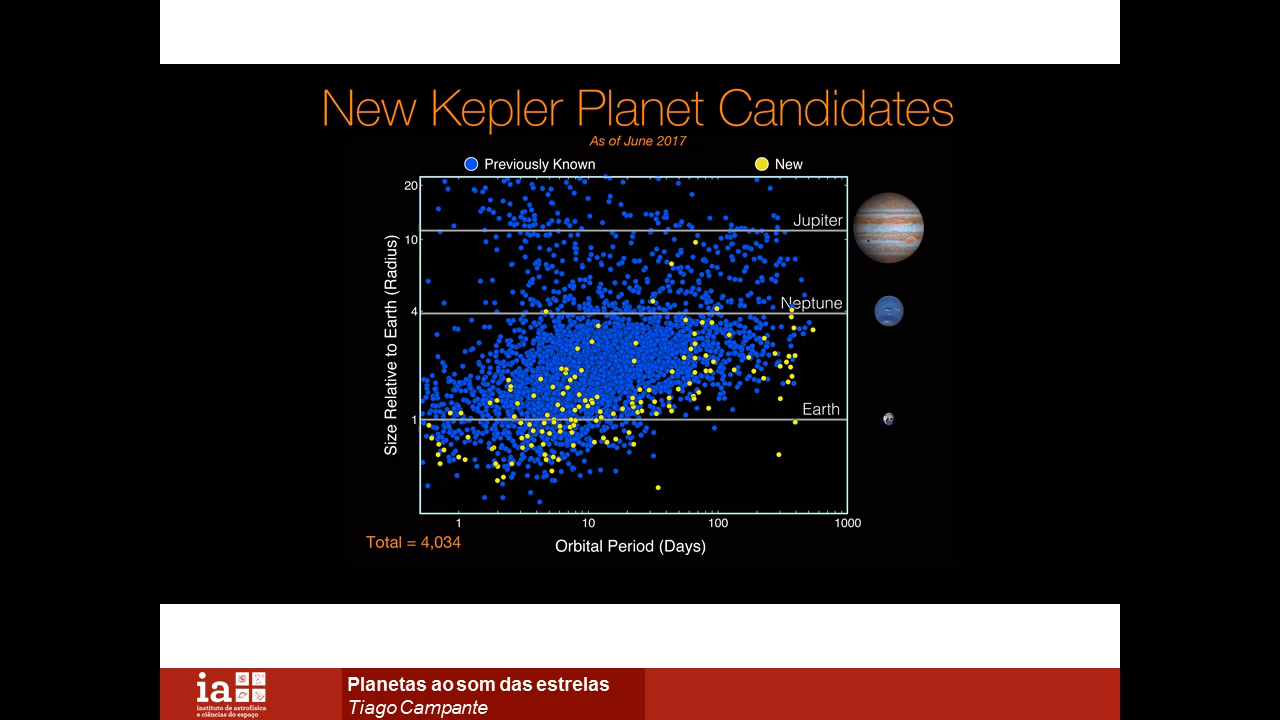 New Kepler Planet Candidates
As of June 2017
Previously Known
New
20
10
4
1
Size Relative to Earth (Radius)
Jupiter
Neptune
Earth
1
10
100
1000
Orbital Period (Days)
Total = 4,034
ia
instituto de astrofísica
e ciências do espaço
Planetas ao som das estrelas
Tiago Campante